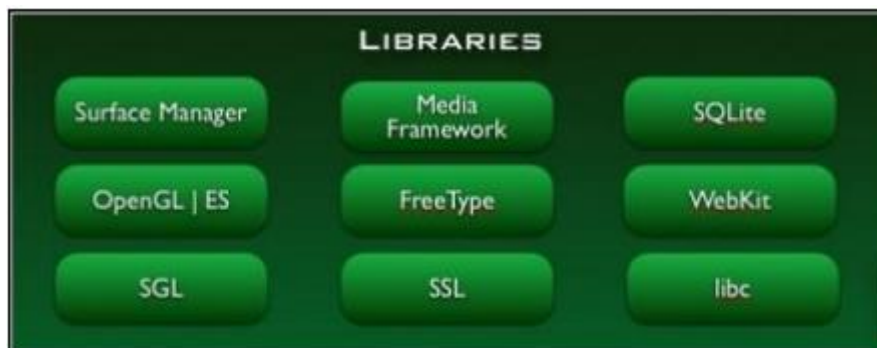 LIBRARIES
Surface Manager
Media
Framework
SQLite
OpenGL | ES
FreeType
WebKit
SGL
SSL
libc